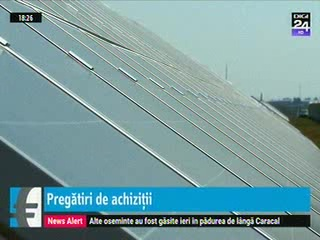 18:26
DIGI
24
HD
Pregătiri de achiziții
News Alert
Alte oseminte au fost găsite ieri în pădurea de lângă Caracal